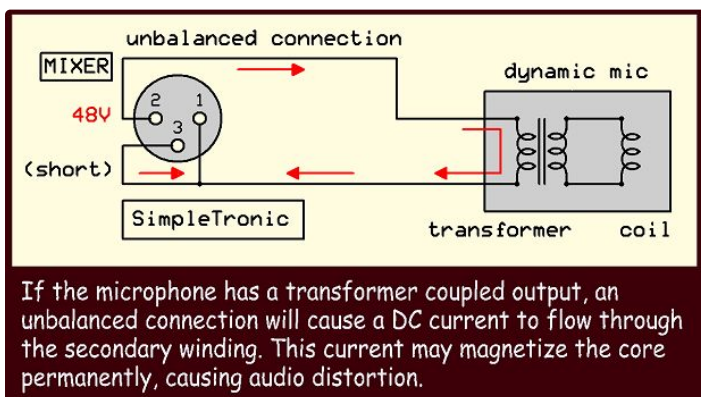 unbalanced connection
MIXER
dynamic mic
2 1
48V
3
(short)
SimpleTronic
transformer coil
If the microphone has a transformer coupled output, an
unbalanced connection will cause a DC current to flow through
the secondary winding. This current may magnetize the core
permanently, causing audio distortion.